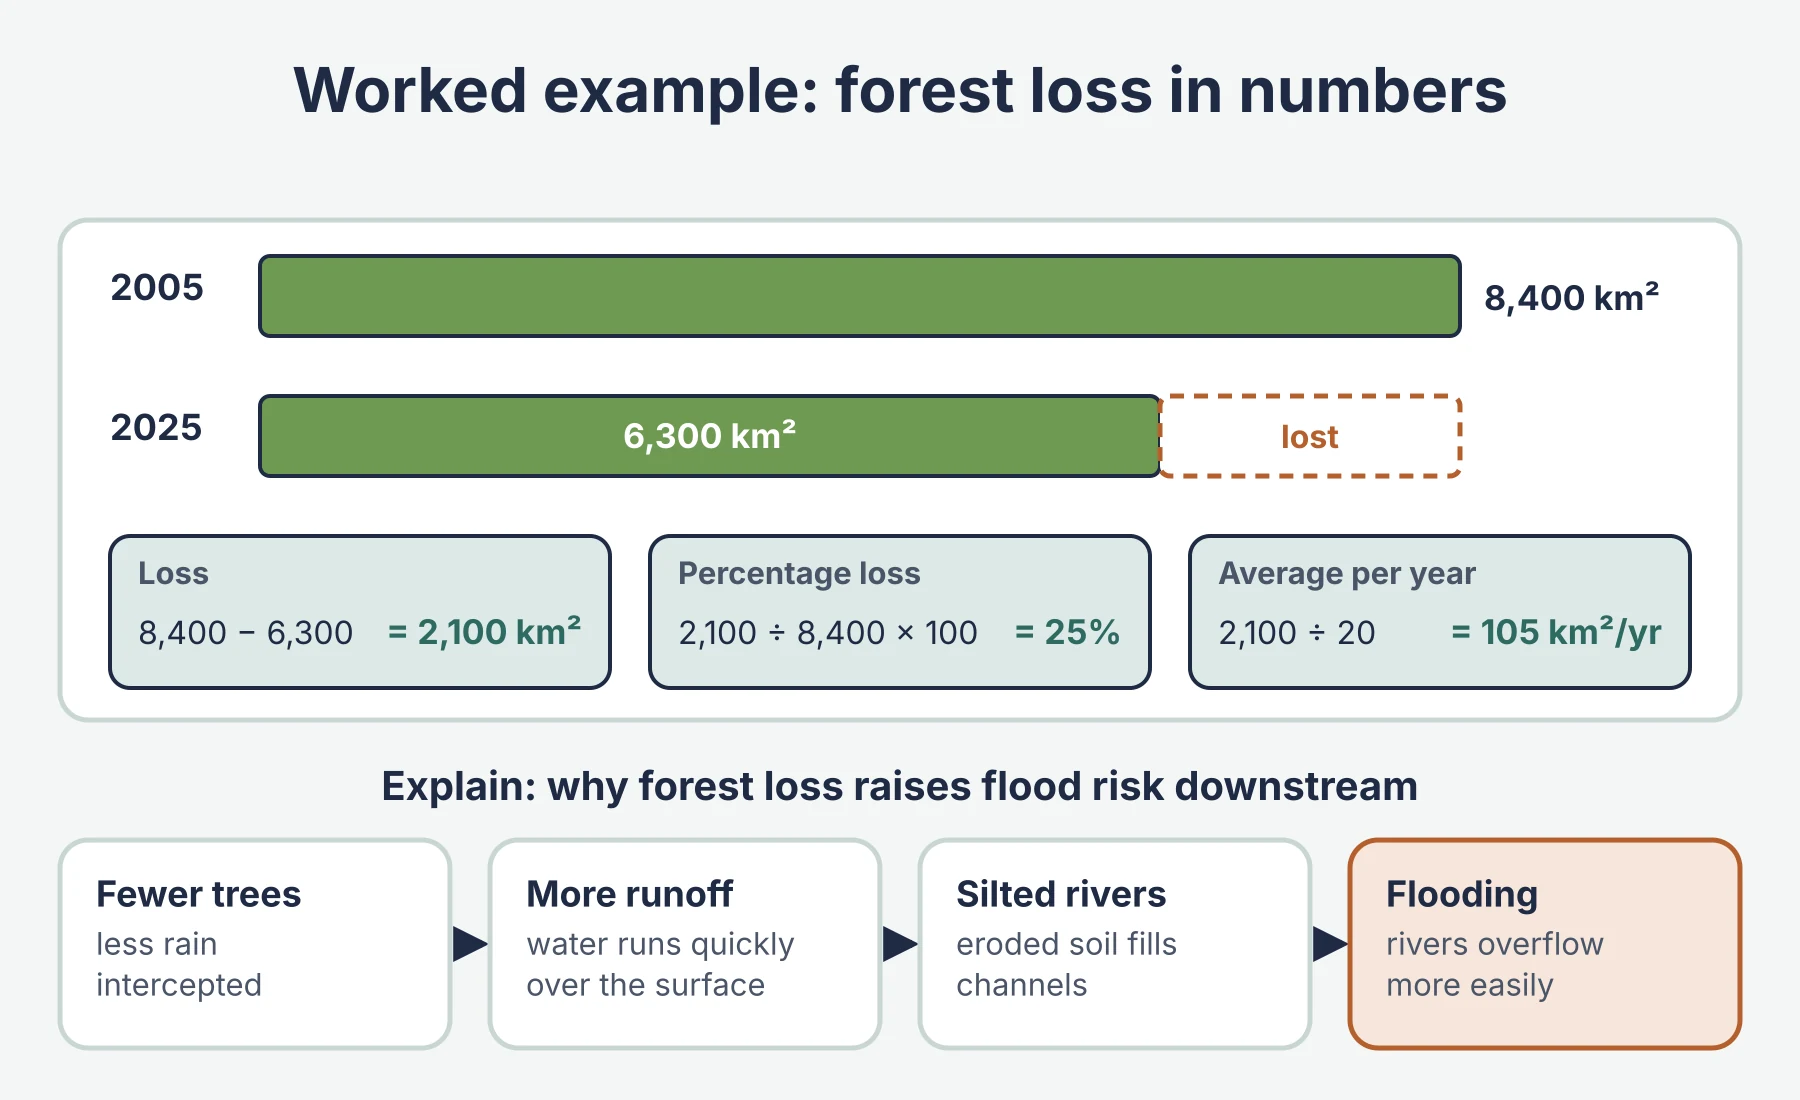 Worked example: forest loss in numbers
2005
8,400 km²
2025
6,300 km²
lost
Loss
8,400 − 6,300 = 2,100 km²
Percentage loss
2,100 ÷ 8,400 × 100 = 25%
Average per year
2,100 ÷ 20 = 105 km²/yr
Explain: why forest loss raises flood risk downstream
Fewer trees
less rain
intercepted
More runoff
water runs quickly
over the surface
Silted rivers
eroded soil fills
channels
Flooding
rivers overflow
more easily